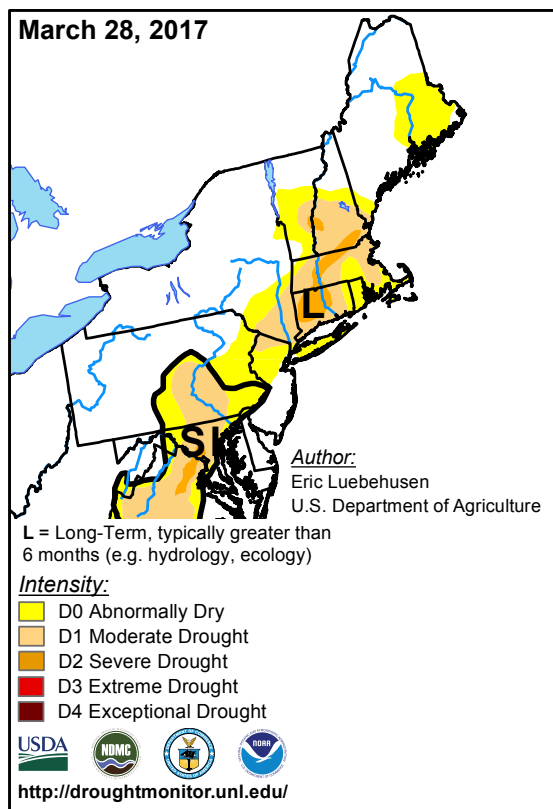 March 28, 2017
L
SL
Author:
Eric Luebehusen
U.S. Department of Agriculture
L = Long-Term, typically greater than
6 months (e.g. hydrology, ecology)
Intensity:
D0 Abnormally Dry
D1 Moderate Drought
D2 Severe Drought
D3 Extreme Drought
D4 Exceptional Drought
USDA
NDMC
NOAA
http://droughtmonitor.unl.edu/